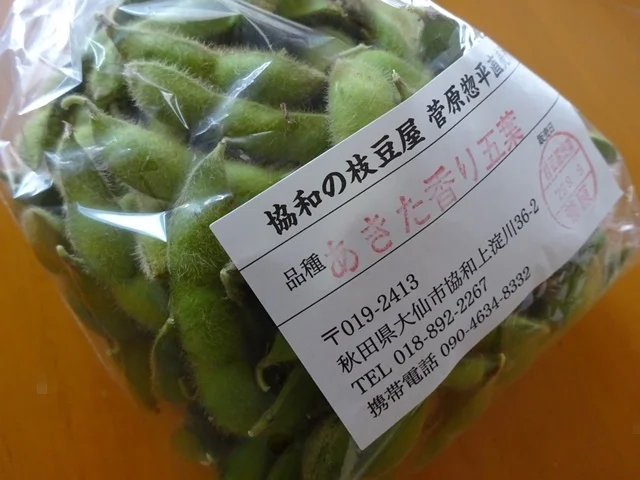 協和の枝豆屋 菅原惣平直
品種 あきた香り五葉
〒019-2413
秋田県大仙市協和上淀川36-2
TEL 018-892-2267
携帯電話 090-4634-8332